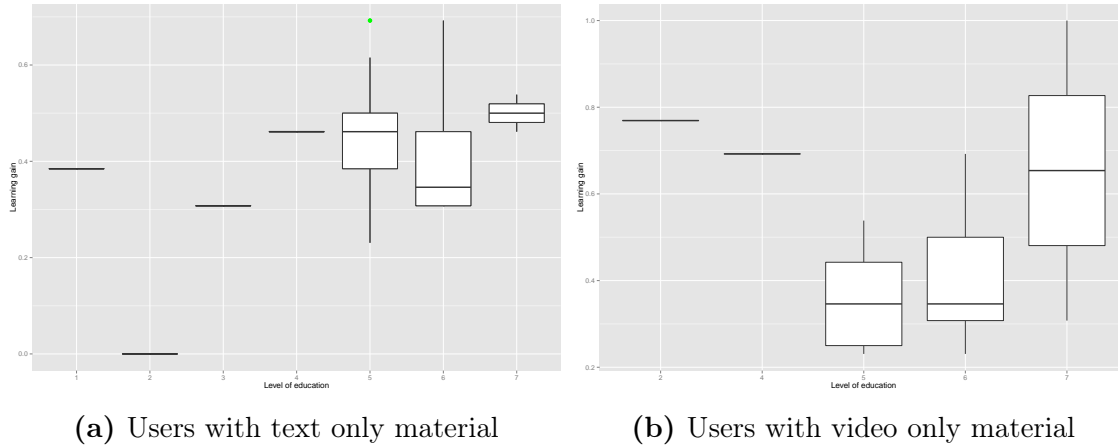 0.6
0.4
0.2
0.0
Learning gain
1 2 3 4 5 6 7
Level of education
1.0
0.8
0.6
0.4
0.2
Learning gain
2 4 5 6 7
Level of education
(a) Users with text only material
(b) Users with video only material